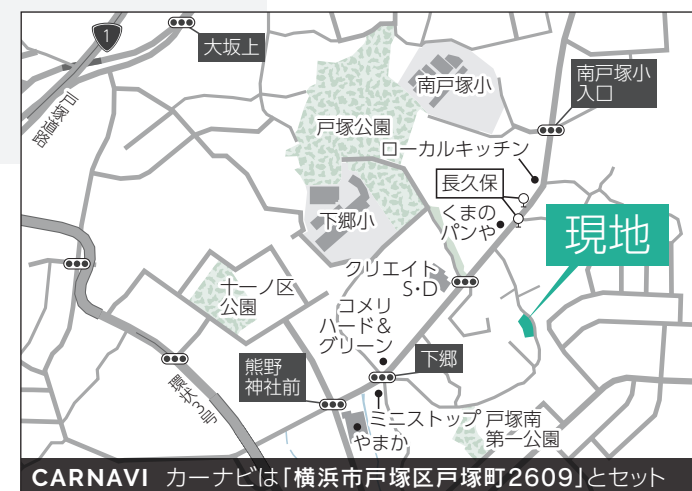 1
大坂上
戸塚道路
南戸塚小
南戸塚小
入口
戸塚公園
ローカルキッチン
長久保
くまの
パンや
現地
下郷小
クリエイト
S・D
十一ノ区
公園
コメリ
ハード&
グリーン
熊野
神社前
下郷
環状3号
ミニストップ
やまか
戸塚南
第一公園
CARNAVI カーナビは「横浜市戸塚区戸塚町2609」とセット